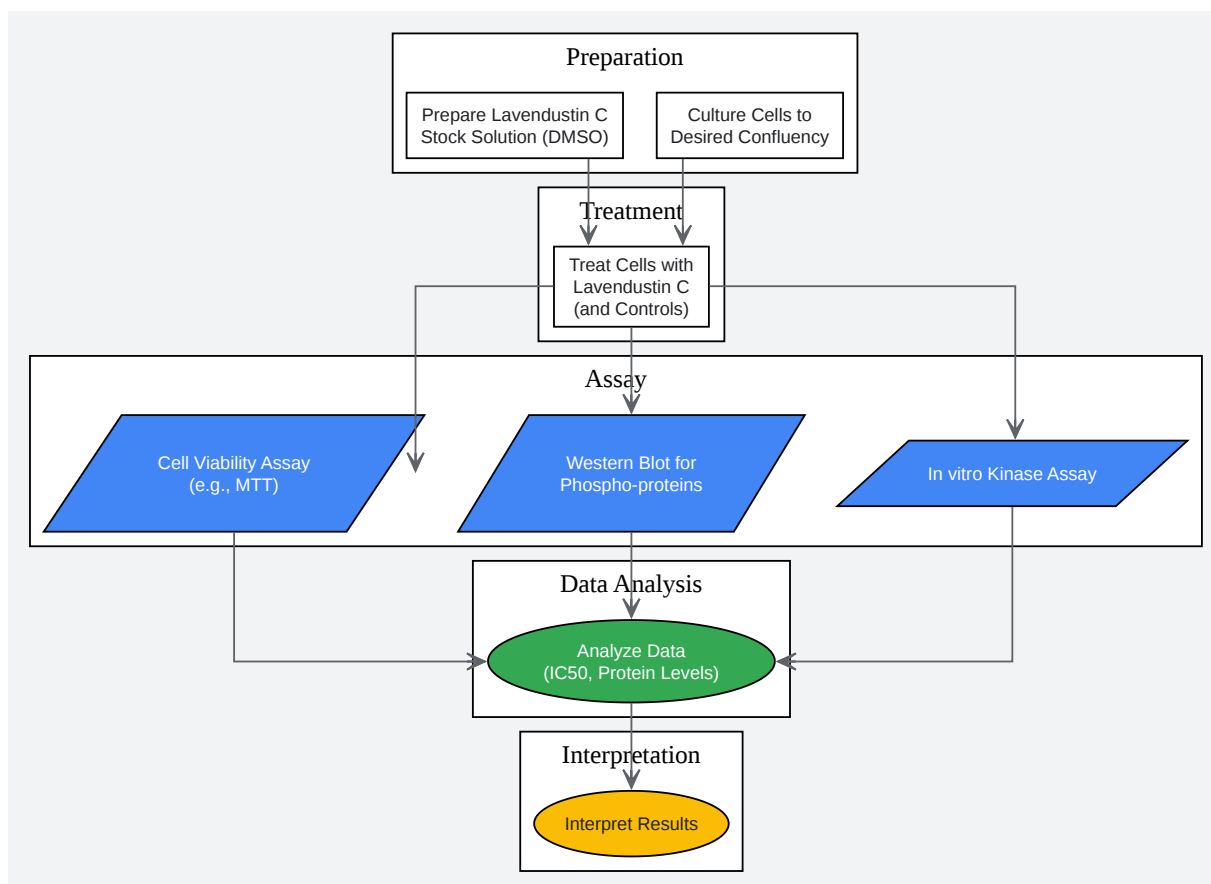 Preparation
Prepare Lavendustin C
Stock Solution (DMSO)
Culture Cells to
Desired Confluency
Treatment
Treat Cells with
Lavendustin C
(and Controls)
Assay
Cell Viability Assay
(e.g., MTT)
Western Blot for
Phospho-proteins
In vitro Kinase Assay
Data Analysis
Analyze Data
(IC50, Protein Levels)
Interpretation
Interpret Results